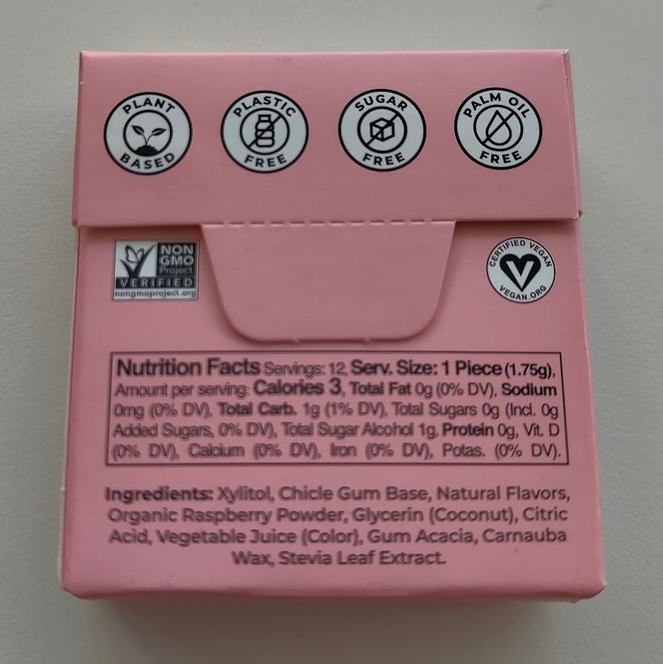 PLANT BASED
PLASTIC FREE
SUGAR FREE
PALM OIL FREE
NON
GMO
Project
VERIFIED
nongmoproject.org
CERTIFIED VEGAN
VEGAN.ORG
Nutrition Facts Servings: 12, Serv. Size: 1 Piece (1.75g),
Amount per serving: Calories 3, Total Fat 0g (0% DV), Sodium
0mg (0% DV), Total Carb. 1g (1% DV), Total Sugars 0g (Incl. 0g
Added Sugars, 0% DV), Total Sugar Alcohol 1g, Protein 0g, Vit. D
(0% DV), Calcium (0% DV), Iron (0% DV), Potas. (0% DV).
Ingredients: Xylitol, Chicle Gum Base, Natural Flavors,
Organic Raspberry Powder, Glycerin (Coconut), Citric
Acid, Vegetable Juice (Color), Gum Acacia, Carnauba
Wax, Stevia Leaf Extract.